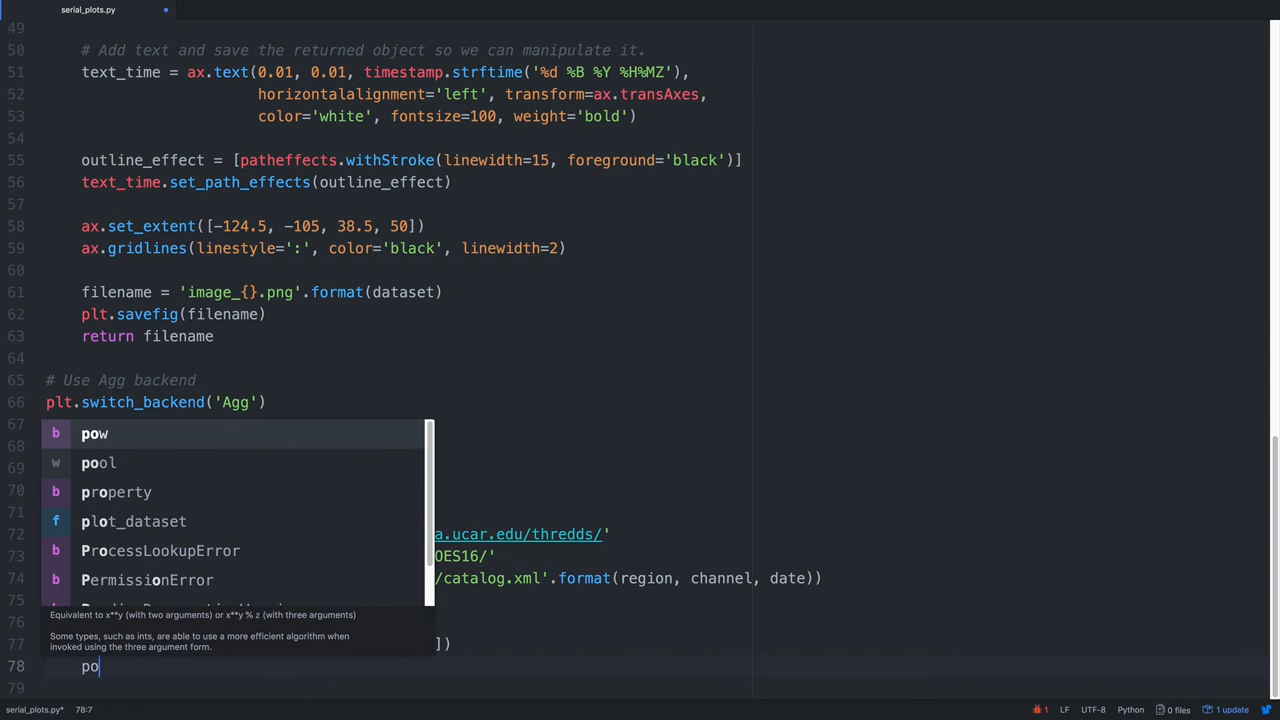 serial_plots.py
49
50 # Add text and save the returned object so we can manipulate it.
51 text_time = ax.text(0.01, 0.01, timestamp.strftime('%d %B %Y %H%MZ'),
52 horizontalalignment='left', transform=ax.transAxes,
53 color='white', fontsize=100, weight='bold')
54
55 outline_effect = [patheffects.withStroke(linewidth=15, foreground='black')]
56 text_time.set_path_effects(outline_effect)
57
58 ax.set_extent([-124.5, -105, 38.5, 50])
59 ax.gridlines(linestyle=':', color='black', linewidth=2)
60
61 filename = 'image_{}.png'.format(dataset)
62 plt.savefig(filename)
63 return filename
64
65 # Use Agg backend
66 plt.switch_backend('Agg')
67
68 b pow
69 w pool
70 b property
71 f plot_dataset
72 a.ucar.edu/thredds/'
73 b ProcessLookupError OES16/'
74 b PermissionError /catalog.xml'.format(region, channel, date))
75
76 Equivalent to x**y (with two arguments) or x**y % z (with three arguments)
77 Some types, such as ints, are able to use a more efficient algorithm when ])
invoked using the three argument form.
78 po
79
serial_plots.py* 78:7 1 LF UTF-8 Python 0 files 1 update